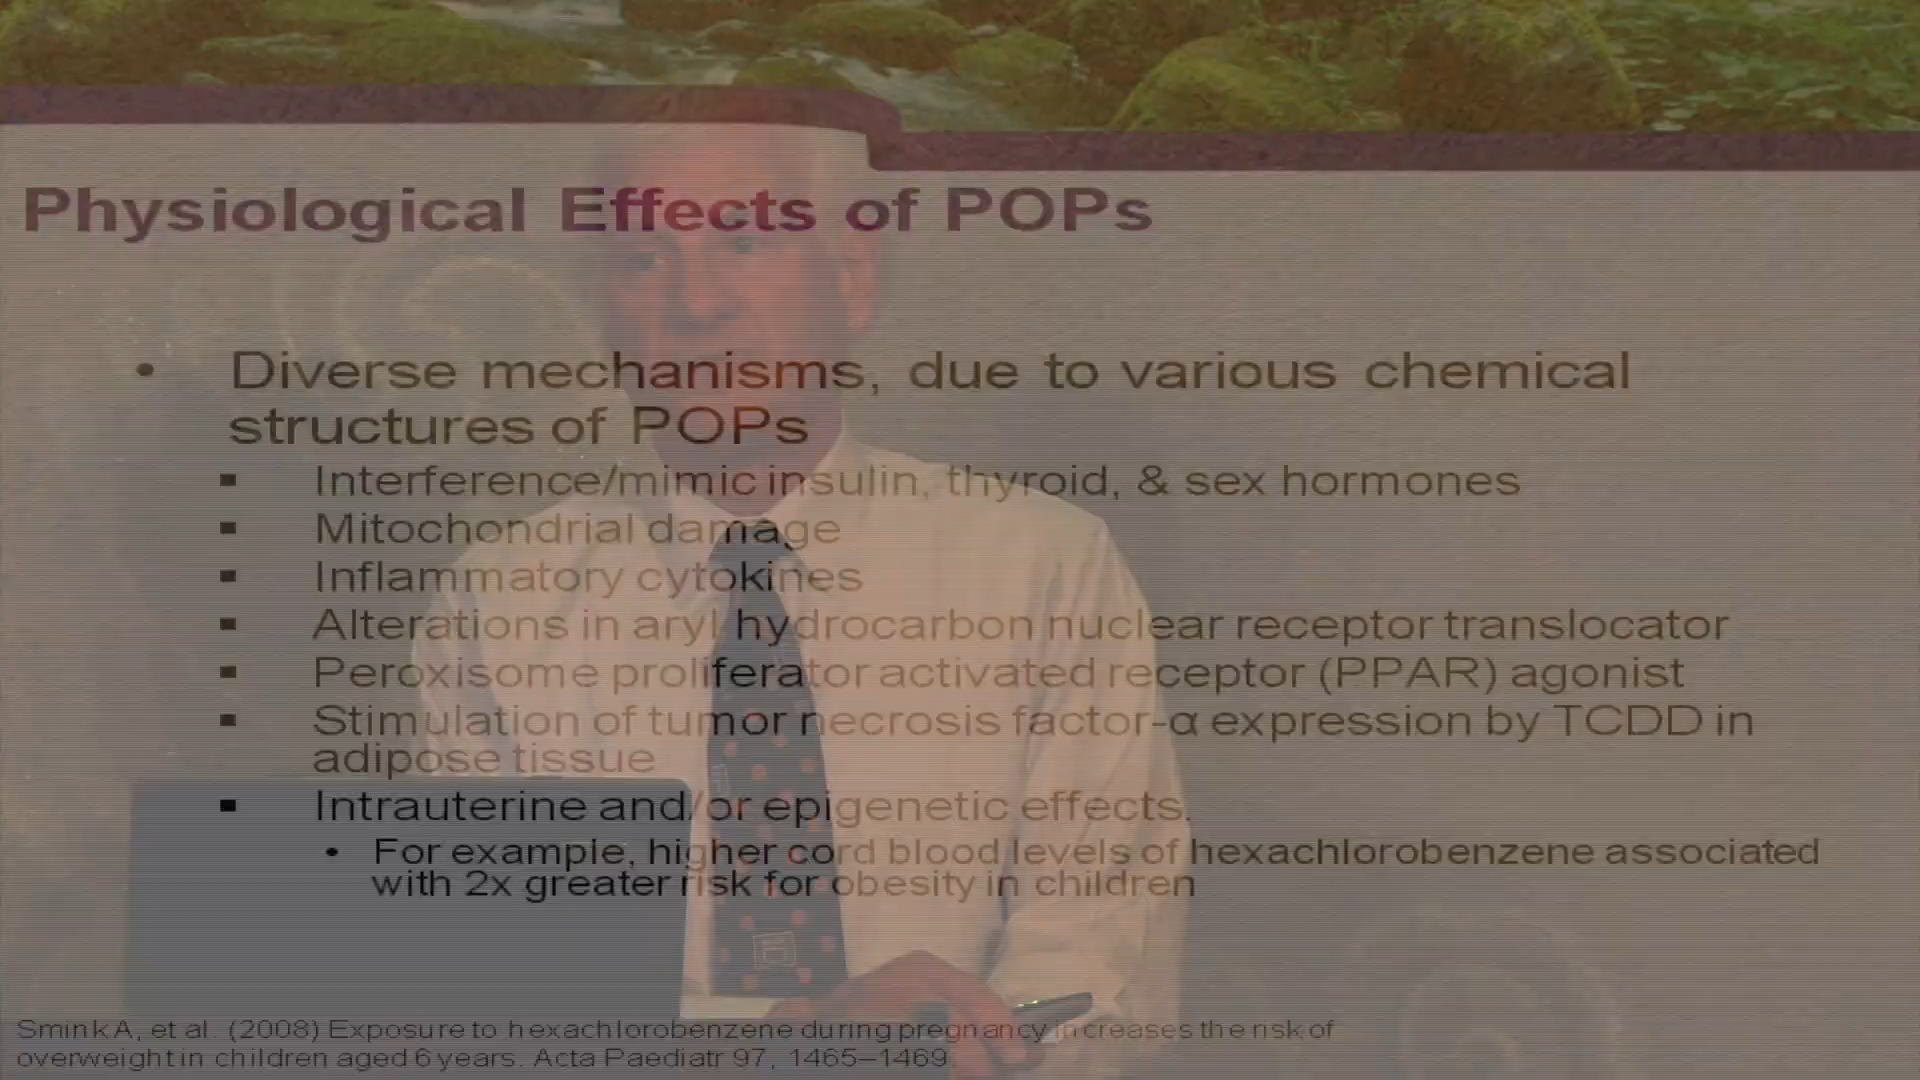 Physiological Effects of POPs
• Diverse mechanisms, due to various chemical
structures of POPs
▪ Interference/mimic insulin, thyroid, & sex hormones
▪ Mitochondrial damage
▪ Inflammatory cytokines
▪ Alterations in aryl hydrocarbon nuclear receptor translocator
▪ Peroxisome proliferator activated receptor (PPAR) agonist
▪ Stimulation of tumor necrosis factor-α expression by TCDD in
adipose tissue
▪ Intrauterine and/or epigenetic effects.
• For example, higher cord blood levels of hexachlorobenzene associated
with 2x greater risk for obesity in children
Smink A, et al. (2008) Exposure to hexachlorobenzene during pregnancy increases the risk of
overweight in children aged 6 years. Acta Paediatr 97, 1465–1469.